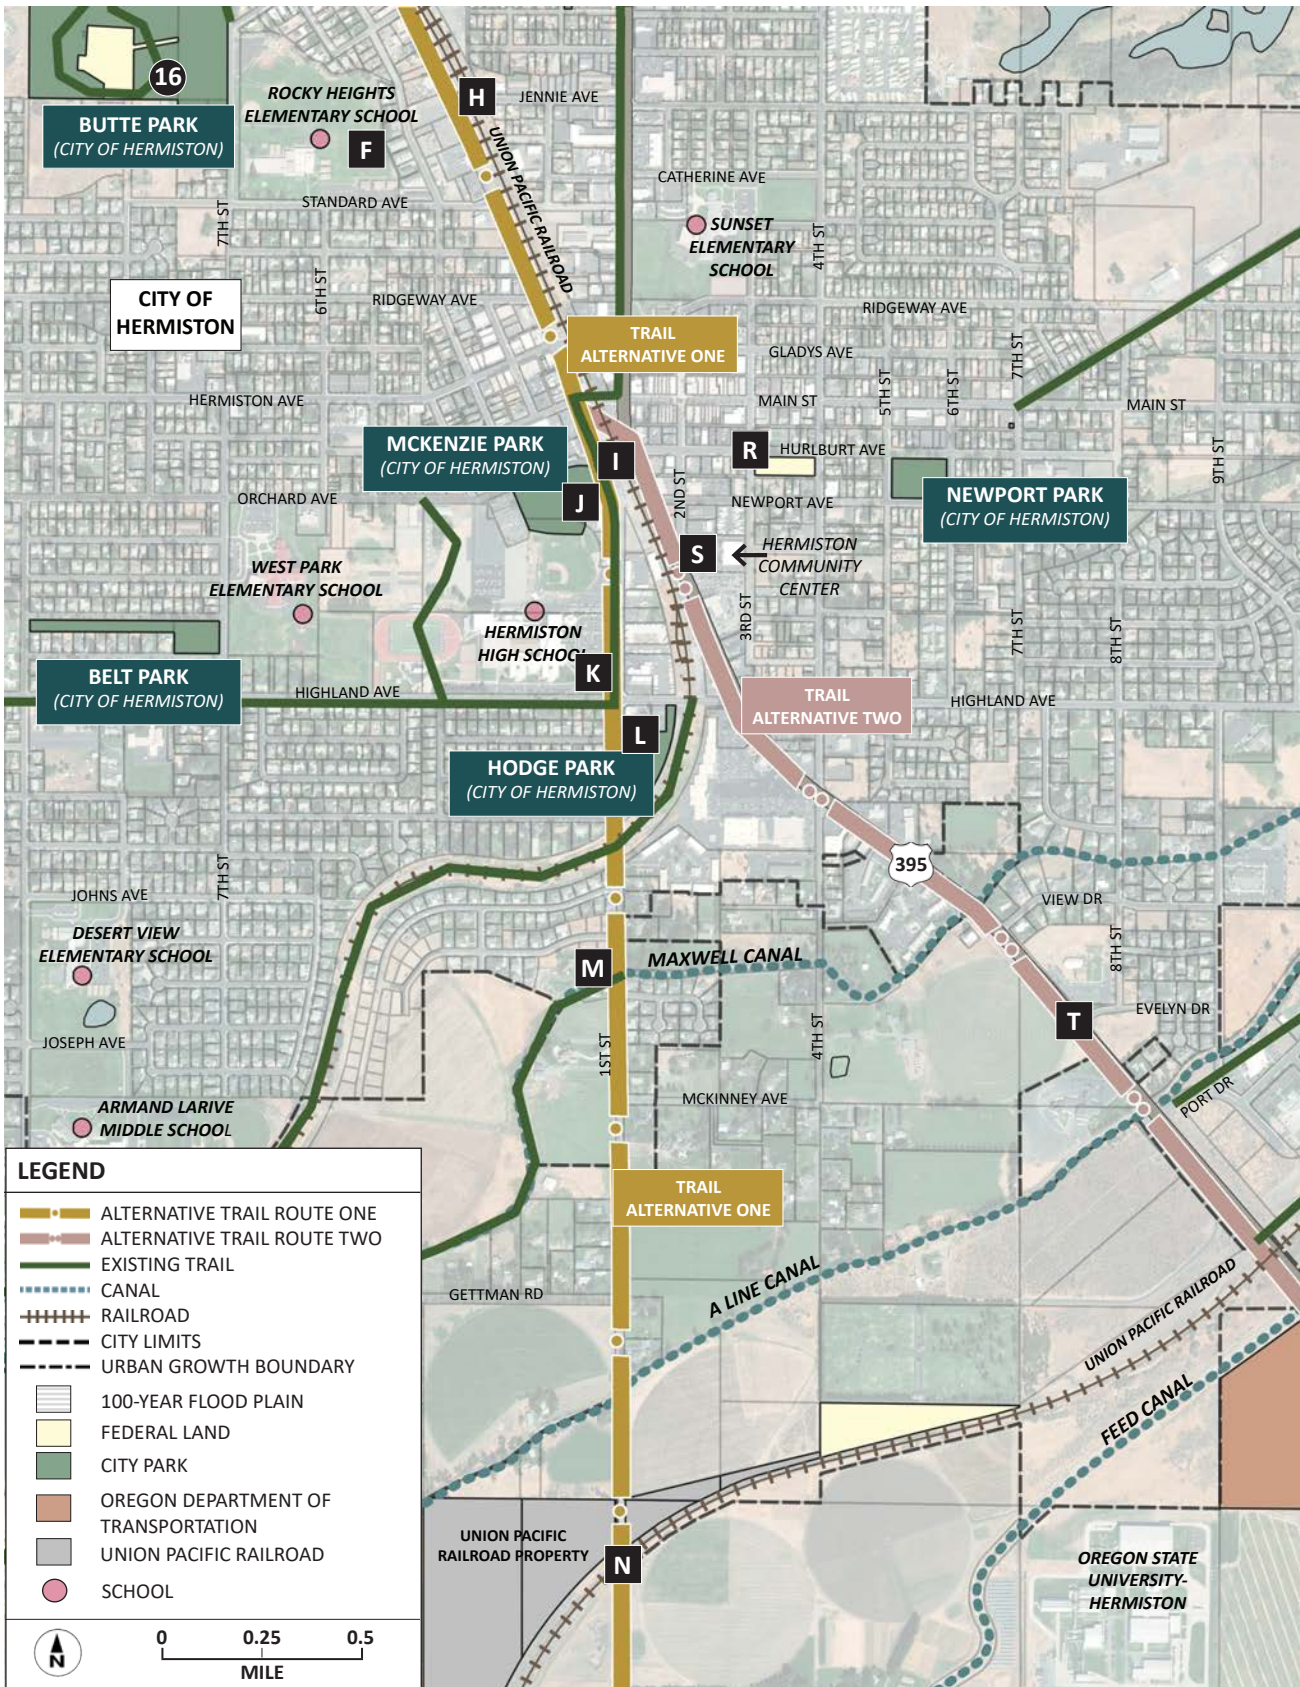 16
BUTTE PARK
(CITY OF HERMISTON)
ROCKY HEIGHTS
ELEMENTARY SCHOOL
F
H
JENNIE AVE
UNION PACIFIC RAILROAD
CATHERINE AVE
STANDARD AVE
7TH ST
SUNSET
ELEMENTARY
SCHOOL
4TH ST
CITY OF
HERMISTON
6TH ST
RIDGEWAY AVE
RIDGEWAY AVE
TRAIL
ALTERNATIVE ONE
GLADYS AVE
7TH ST
5TH ST
6TH ST
HERMISTON AVE
MAIN ST
MAIN ST
MCKENZIE PARK
(CITY OF HERMISTON)
I
R
HURLBURT AVE
9TH ST
ORCHARD AVE
J
2ND ST
NEWPORT AVE
NEWPORT PARK
(CITY OF HERMISTON)
S
HERMISTON
COMMUNITY
CENTER
WEST PARK
ELEMENTARY SCHOOL
HERMISTON
HIGH SCHOOL
3RD ST
7TH ST
8TH ST
BELT PARK
(CITY OF HERMISTON)
HIGHLAND AVE
K
TRAIL
ALTERNATIVE TWO
HIGHLAND AVE
L
HODGE PARK
(CITY OF HERMISTON)
395
7TH ST
JOHNS AVE
VIEW DR
DESERT VIEW
ELEMENTARY SCHOOL
8TH ST
M
MAXWELL CANAL
EVELYN DR
T
JOSEPH AVE
1ST ST
4TH ST
PORT DR
MCKINNEY AVE
ARMAND LARIVE
MIDDLE SCHOOL
TRAIL
ALTERNATIVE ONE
A LINE CANAL
GETTMAN RD
UNION PACIFIC RAILROAD
FEED CANAL
UNION PACIFIC
RAILROAD PROPERTY
N
OREGON STATE
UNIVERSITY-
HERMISTON
LEGEND
ALTERNATIVE TRAIL ROUTE ONE
ALTERNATIVE TRAIL ROUTE TWO
EXISTING TRAIL
CANAL
RAILROAD
CITY LIMITS
URBAN GROWTH BOUNDARY
100-YEAR FLOOD PLAIN
FEDERAL LAND
CITY PARK
OREGON DEPARTMENT OF
TRANSPORTATION
UNION PACIFIC RAILROAD
SCHOOL
N
0 0.25 0.5
MILE